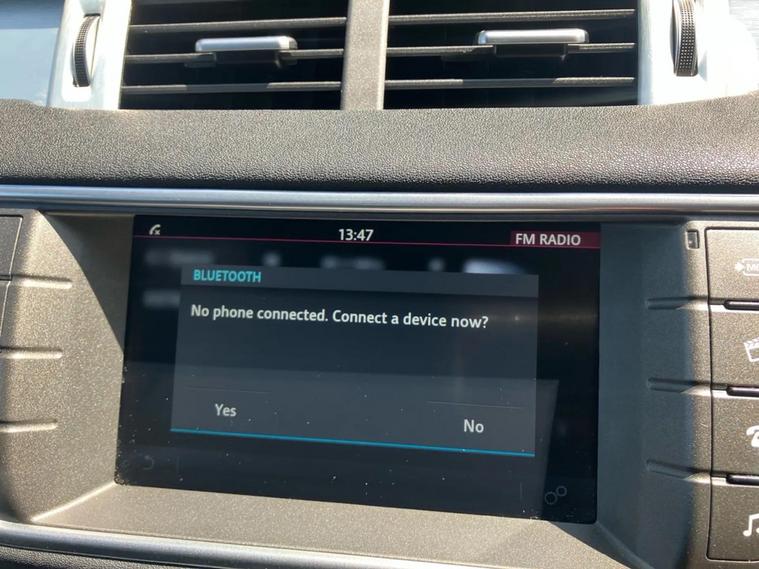 13:47
FM RADIO
BLUETOOTH
No phone connected. Connect a device now?
Yes
No